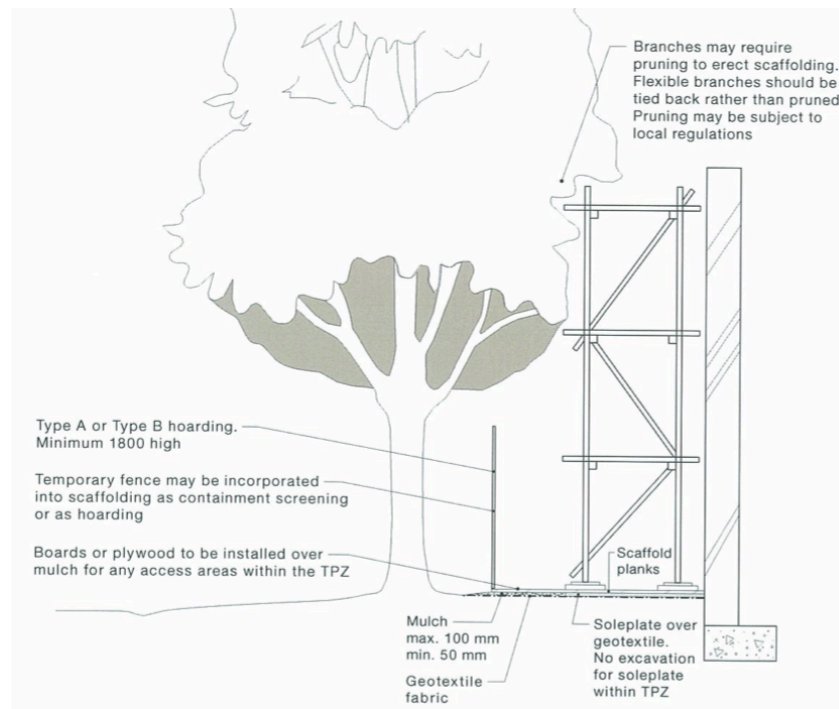 Branches may require
pruning to erect scaffolding.
Flexible branches should be
tied back rather than pruned
Pruning may be subject to
local regulations
Type A or Type B hoarding.
Minimum 1800 high
Temporary fence may be incorporated
into scaffolding as containment screening
or as hoarding
Boards or plywood to be installed over
mulch for any access areas within the TPZ
Scaffold
planks
Mulch
max. 100 mm
min. 50 mm
Geotextile
fabric
Soleplate over
geotextile.
No excavation
for soleplate
within TPZ